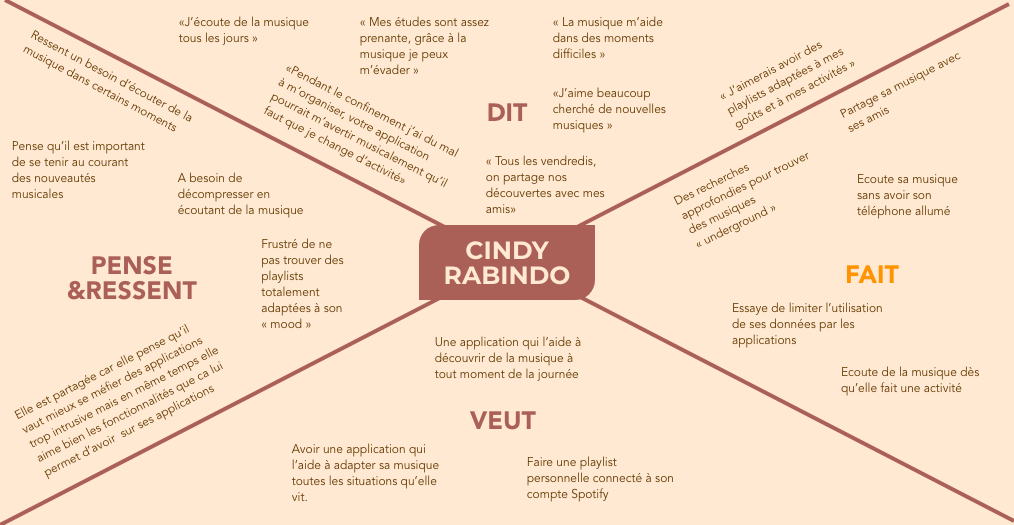 «J'écoute de la musique
tous les jours »
« Mes études sont assez
prenante, grâce à la
musique je peux
m'évader »
« La musique m'aide
dans des moments
difficiles »
«Pendant le confinement j'ai du mal
à m'organiser, votre application
pourrait m'avertir musicalement qu'il
faut que je change d'activité»
DIT
«J'aime beaucoup
cherché de nouvelles
musiques »
« Tous les vendredis,
on partage nos
découvertes avec mes
amis»
Ressent un besoin d'écouter de la
musique dans certains moments
Pense qu'il est important
de se tenir au courant
des nouveautés
musicales
A besoin de
décompresser en
écoutant de la musique
PENSE
&RESSENT
Frustré de ne
pas trouver des
playlists
totalement
adaptées à son
« mood »
Elle est partagée car elle pense qu'il
vaut mieux se méfier des applications
trop intrusive mais en même temps elle
aime bien les fonctionnalités que ca lui
permet d'avoir sur ses applications
CINDY
RABINDO
« J'aimerais avoir des
playlists adaptées à mes
goûts et à mes activités »
Partage sa musique avec
ses amis
Des recherches
approfondies pour trouver
des musiques
« underground »
Ecoute sa musique
sans avoir son
téléphone allumé
FAIT
Essaye de limiter l'utilisation
de ses données par les
applications
Ecoute de la musique dès
qu'elle fait une activité
Une application qui l'aide à
découvrir de la musique à
tout moment de la journée
VEUT
Avoir une application qui
l'aide à adapter sa musique
toutes les situations qu'elle
vit.
Faire une playlist
personnelle connecté à son
compte Spotify